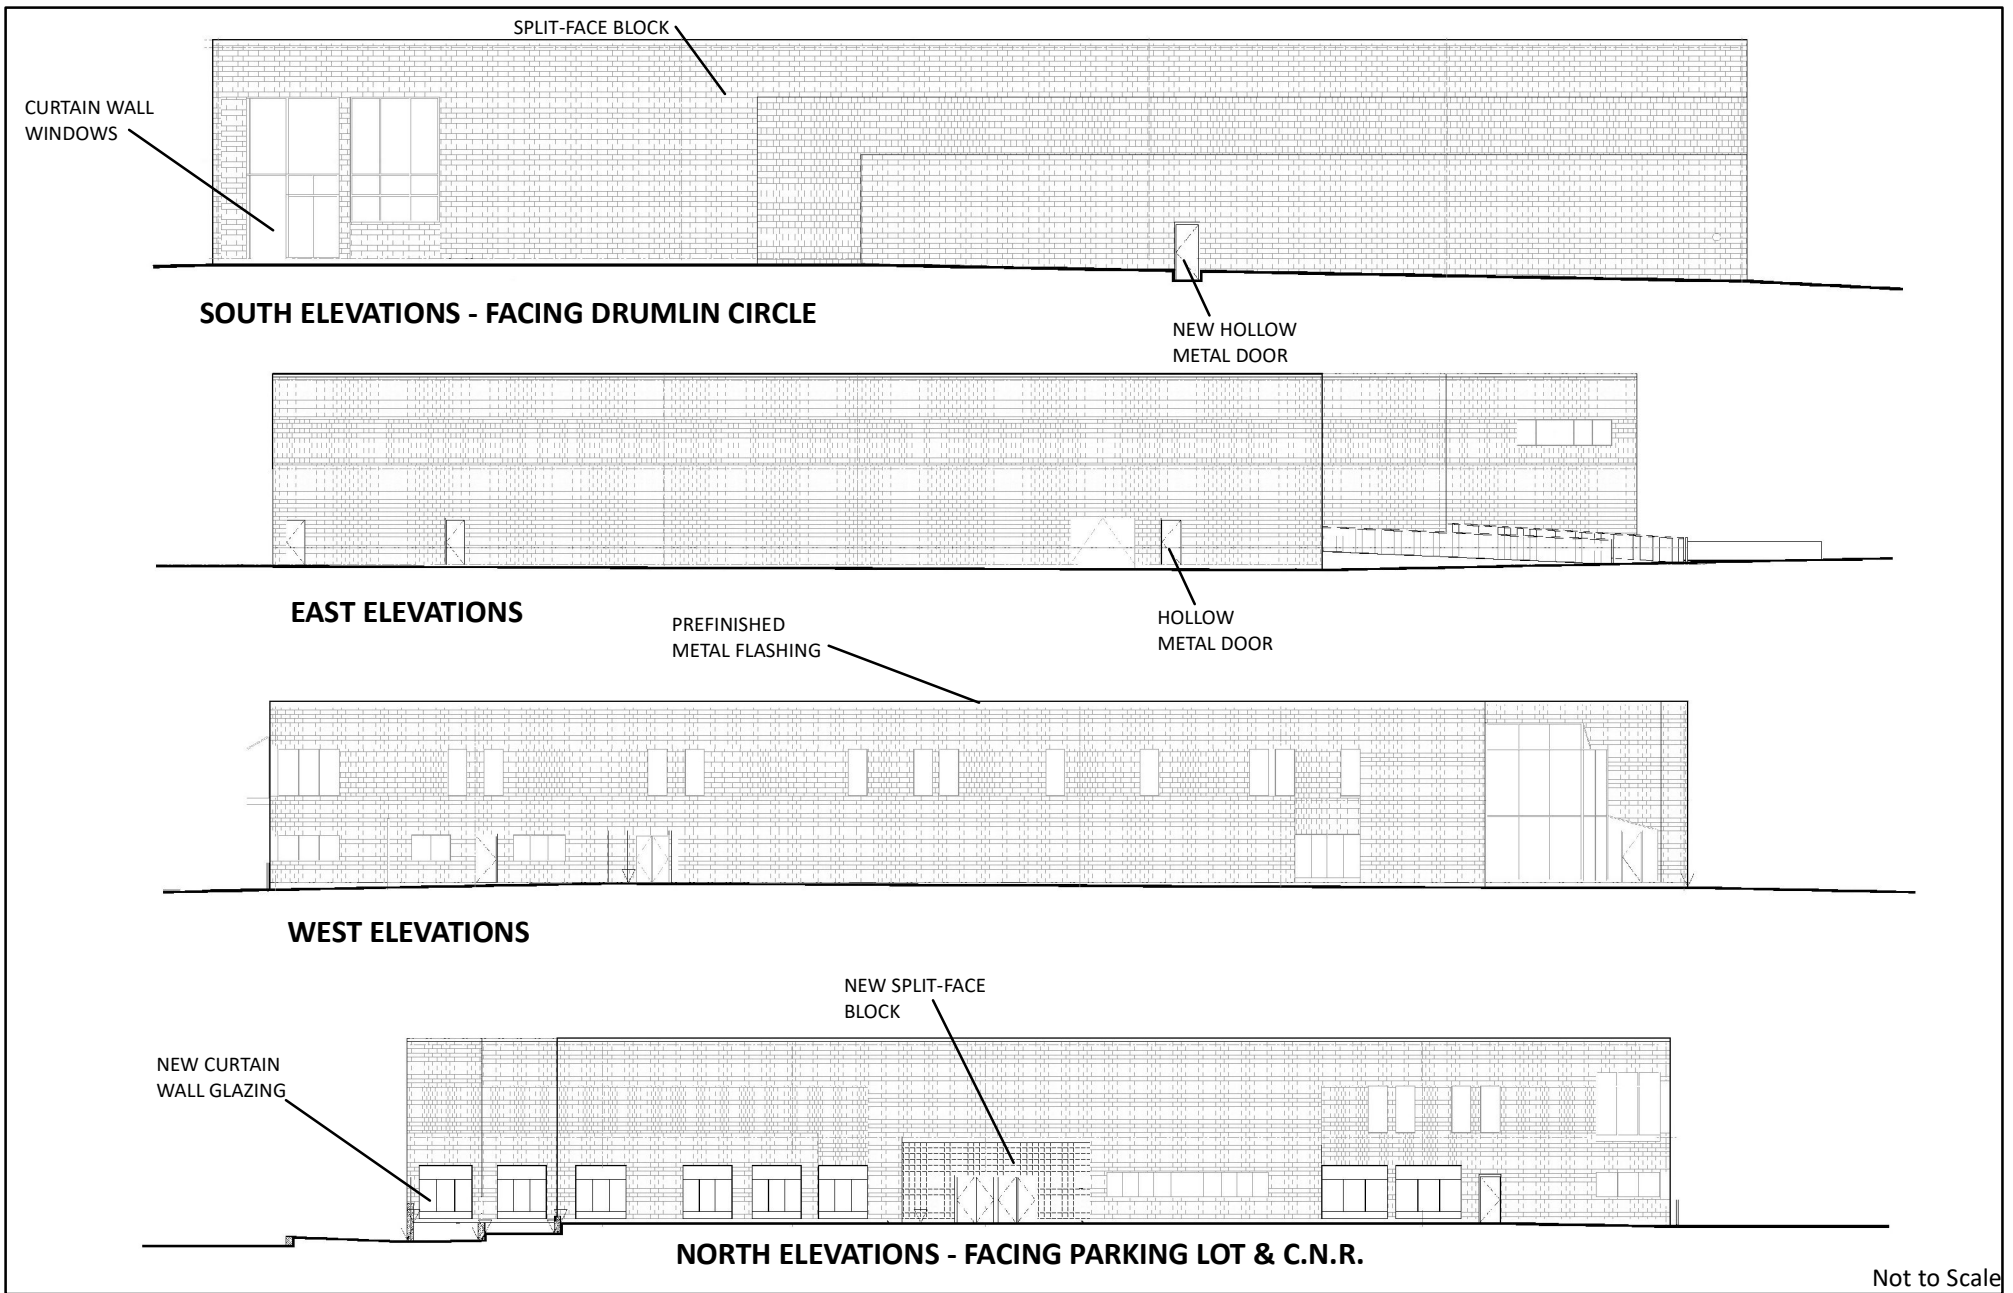 SPLIT-FACE BLOCK
CURTAIN WALL
WINDOWS
SOUTH ELEVATIONS - FACING DRUMLIN CIRCLE
NEW HOLLOW
METAL DOOR
EAST ELEVATIONS
HOLLOW
METAL DOOR
PREFINISHED
METAL FLASHING
WEST ELEVATIONS
NEW SPLIT-FACE
BLOCK
NEW CURTAIN
WALL GLAZING
NORTH ELEVATIONS - FACING PARKING LOT & C.N.R.
Not to Scale